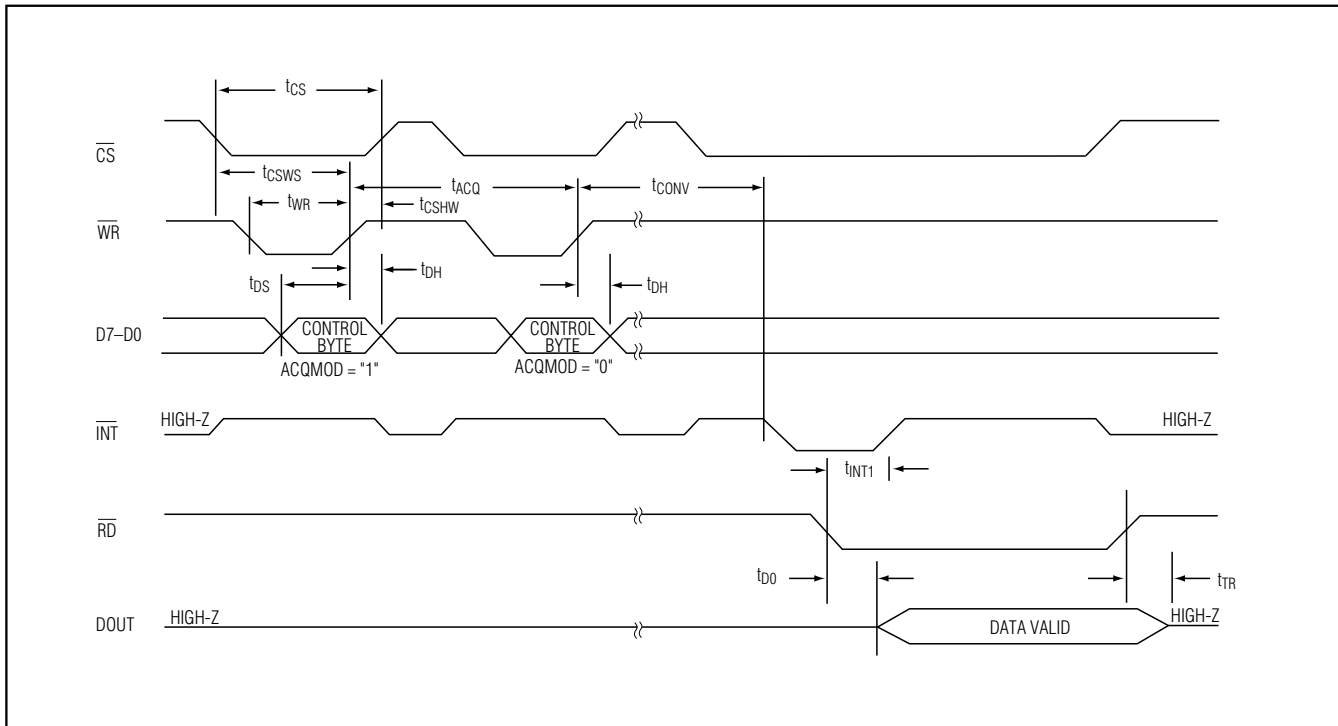 tCS
CS
tCSWS
tACQ
tCONV
tWR
tCSHW
WR
tDS
tDH
tDH
D7–D0
CONTROL
BYTE
CONTROL
BYTE
ACQMOD = "1"
ACQMOD = "0"
HIGH-Z
HIGH-Z
INT
tINT1
RD
tD0
tTR
DOUT
HIGH-Z
DATA VALID
HIGH-Z